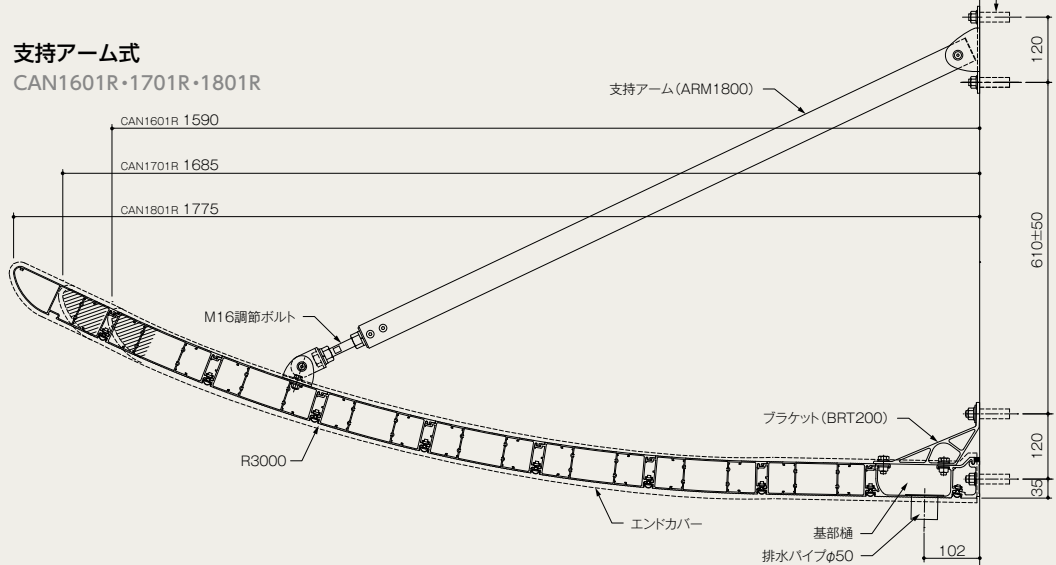 支持アーム式
CAN1601R・1701R・1801R
支持アーム（ARM1800）
120
CAN1601R 1590
CAN1701R 1685
CAN1801R 1775
610±50
M16調節ボルト
ブラケット（BRT200）
R3000
120
35
エンドカバー
基部樋
排水パイプφ50
102